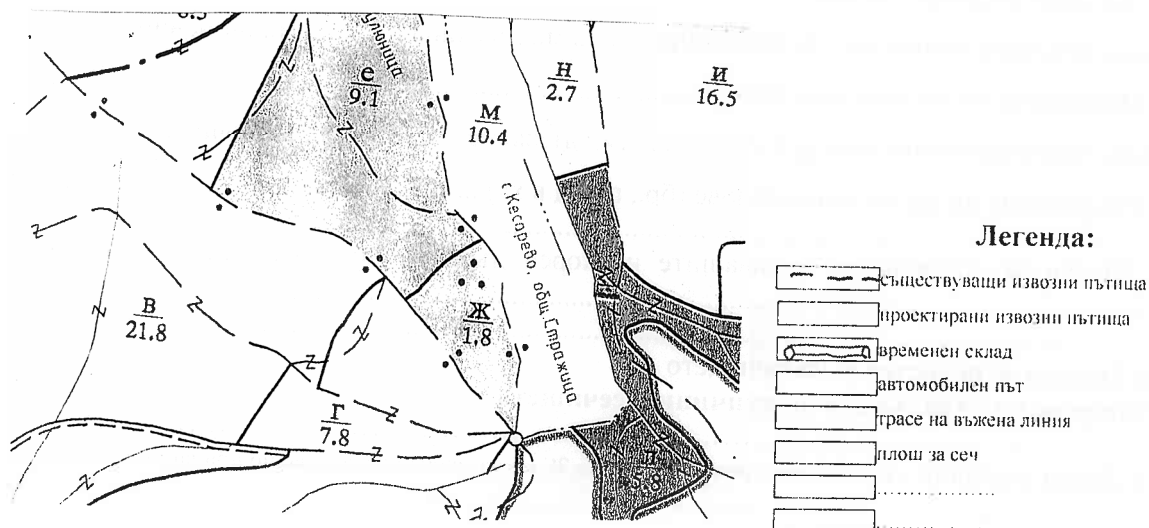 улюница
е
9.1
н
2.7
и
16.5
м
10.4
с.Кесарево, общ.Стражица
в
21.8
ж
1.8
г
7.8
Легенда:
съществуващи извозни пътища
проектирани извозни пътища
временен склад
автомобилен път
трасе на въжена линия
площ за сеч